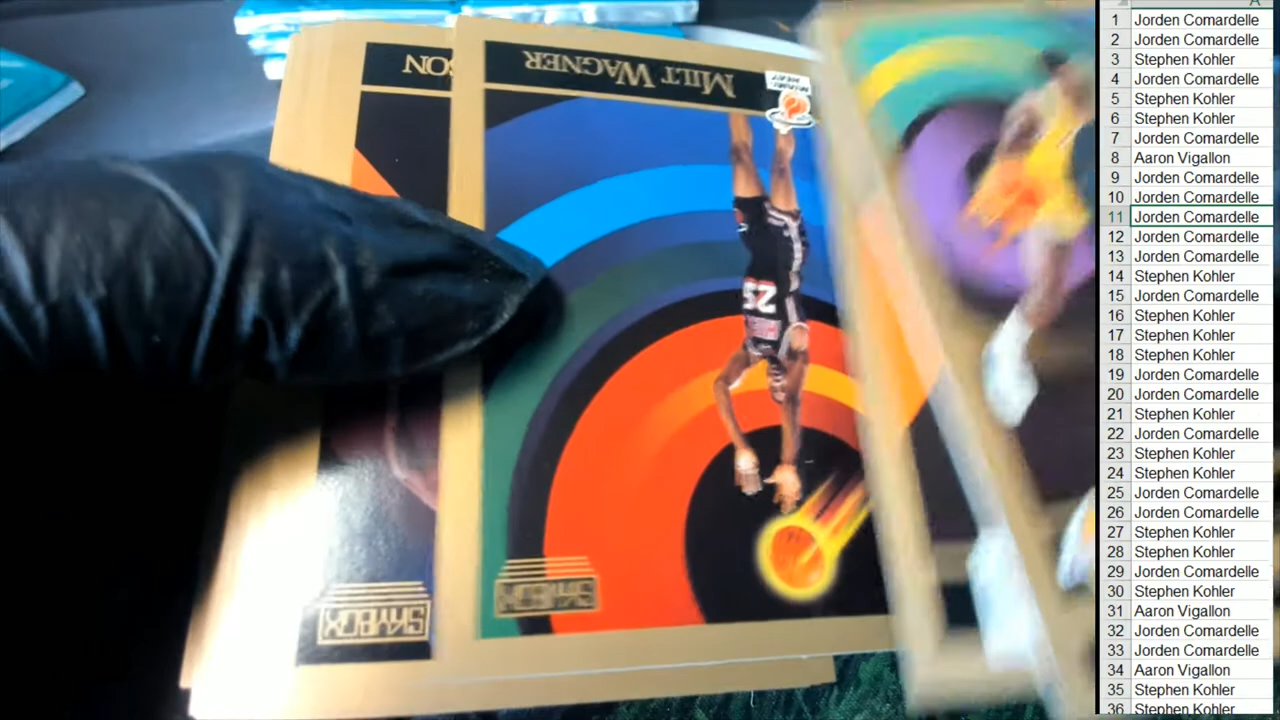 SON
MILT WAGNER
MIAMI
HEAT
25
SKYBOX
SKYBOX
A
1 Jorden Comardelle
2 Jorden Comardelle
3 Stephen Kohler
4 Jorden Comardelle
5 Stephen Kohler
6 Stephen Kohler
7 Jorden Comardelle
8 Aaron Vigallon
9 Jorden Comardelle
10 Jorden Comardelle
11 Jorden Comardelle
12 Jorden Comardelle
13 Jorden Comardelle
14 Stephen Kohler
15 Jorden Comardelle
16 Stephen Kohler
17 Stephen Kohler
18 Stephen Kohler
19 Jorden Comardelle
20 Jorden Comardelle
21 Stephen Kohler
22 Jorden Comardelle
23 Stephen Kohler
24 Stephen Kohler
25 Jorden Comardelle
26 Jorden Comardelle
27 Stephen Kohler
28 Stephen Kohler
29 Jorden Comardelle
30 Stephen Kohler
31 Aaron Vigallon
32 Jorden Comardelle
33 Jorden Comardelle
34 Aaron Vigallon
35 Stephen Kohler
36 Stephen Kohler